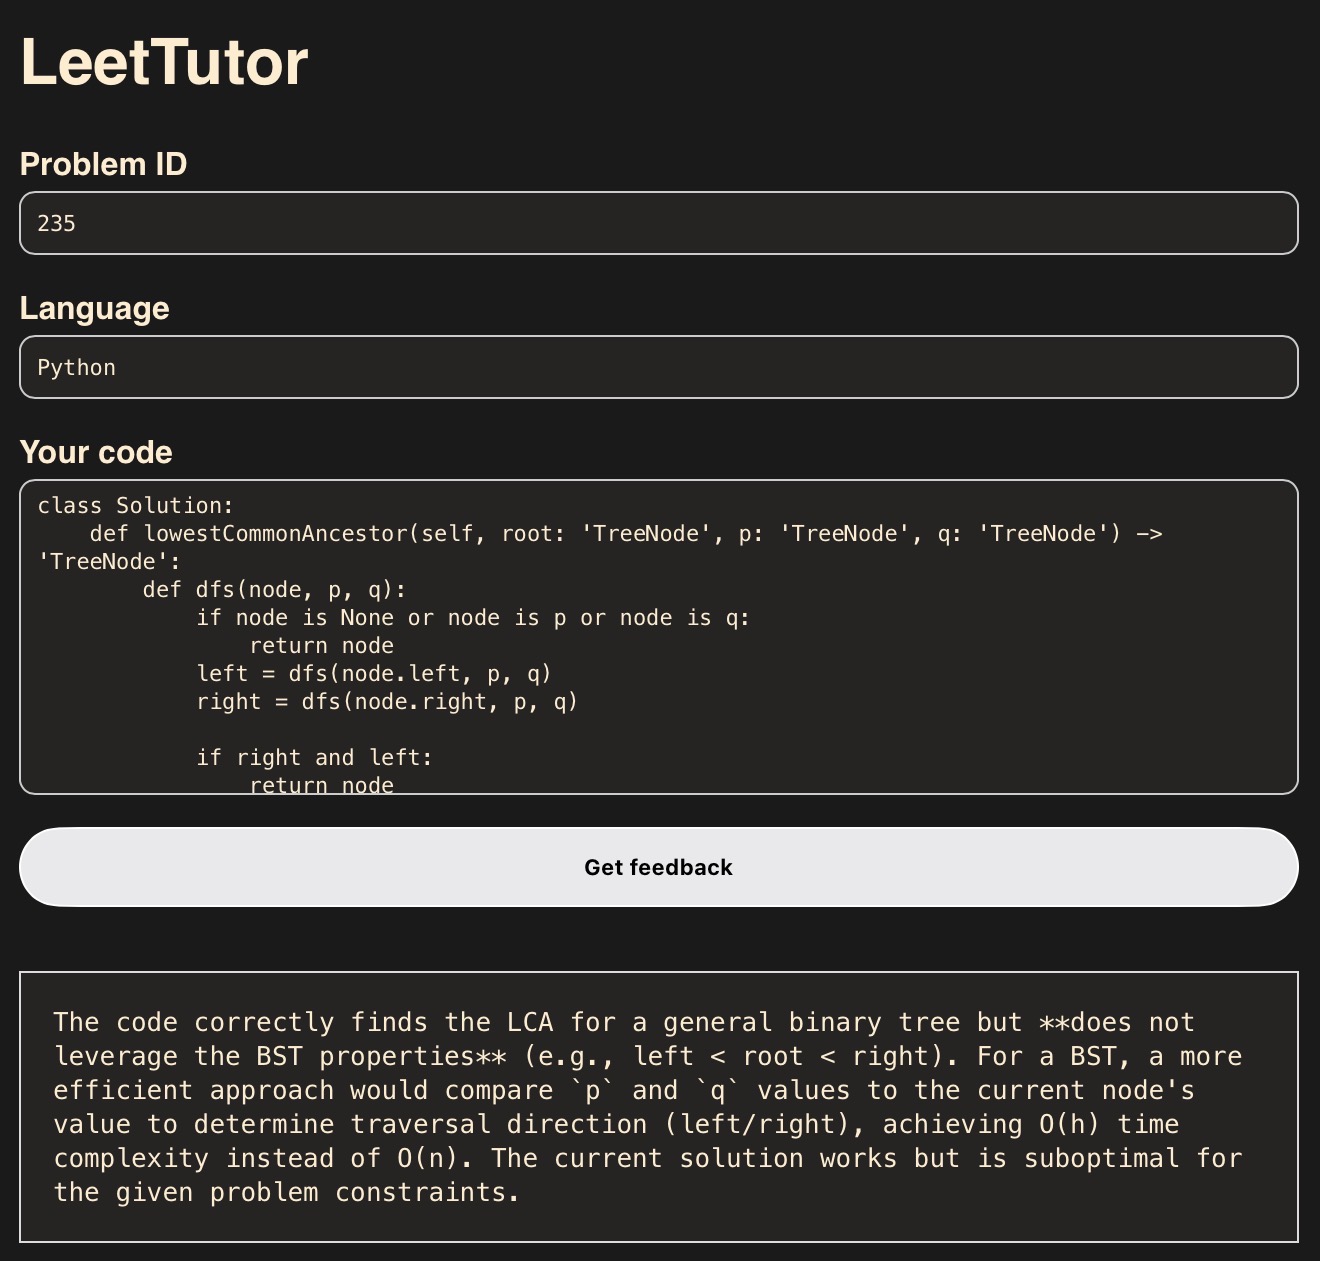 LeetTutor
Problem ID
235
Language
Python
Your code
class Solution:
    def lowestCommonAncestor(self, root: 'TreeNode', p: 'TreeNode', q: 'TreeNode') ->
'TreeNode':
        def dfs(node, p, q):
            if node is None or node is p or node is q:
                return node
            left = dfs(node.left, p, q)
            right = dfs(node.right, p, q)

            if right and left:
                return node
Get feedback
The code correctly finds the LCA for a general binary tree but **does not
leverage the BST properties** (e.g., left < root < right). For a BST, a more
efficient approach would compare `p` and `q` values to the current node's
value to determine traversal direction (left/right), achieving O(h) time
complexity instead of O(n). The current solution works but is suboptimal for
the given problem constraints.